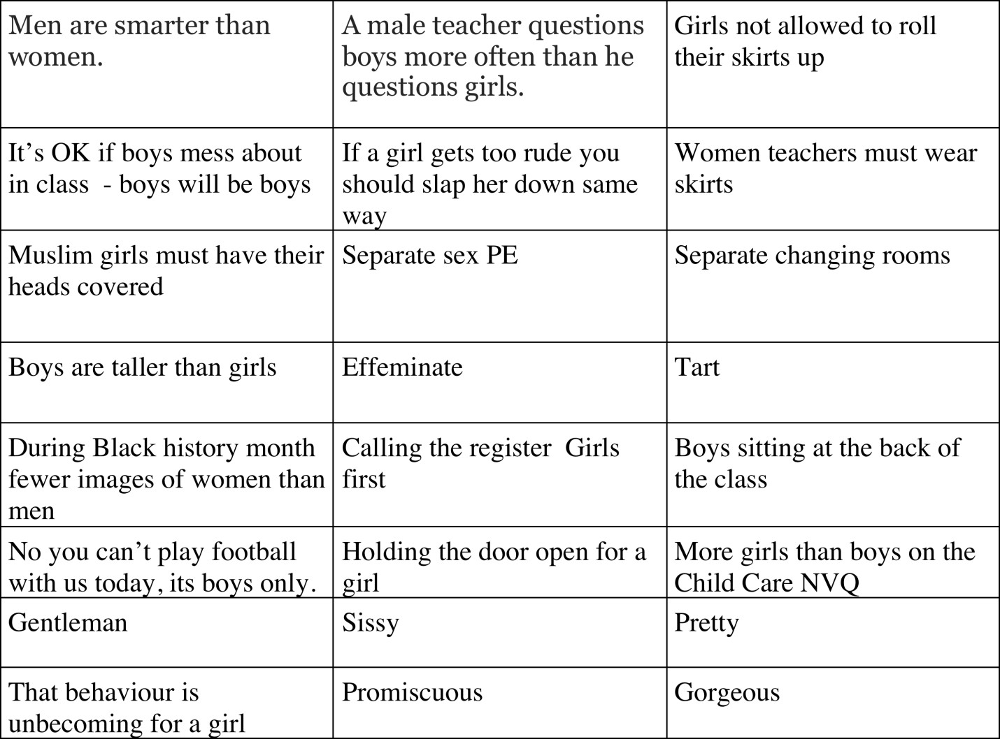 Men are smarter than
women.
A male teacher questions
boys more often than he
questions girls.
Girls not allowed to roll
their skirts up
It’s OK if boys mess about
in class  - boys will be boys
If a girl gets too rude you
should slap her down same
way
Women teachers must wear
skirts
Muslim girls must have their
heads covered
Separate sex PE
Separate changing rooms
Boys are taller than girls
Effeminate
Tart
During Black history month
fewer images of women than
men
Calling the register  Girls
first
Boys sitting at the back of
the class
No you can’t play football
with us today, its boys only.
Holding the door open for a
girl
More girls than boys on the
Child Care NVQ
Gentleman
Sissy
Pretty
That behaviour is
unbecoming for a girl
Promiscuous
Gorgeous